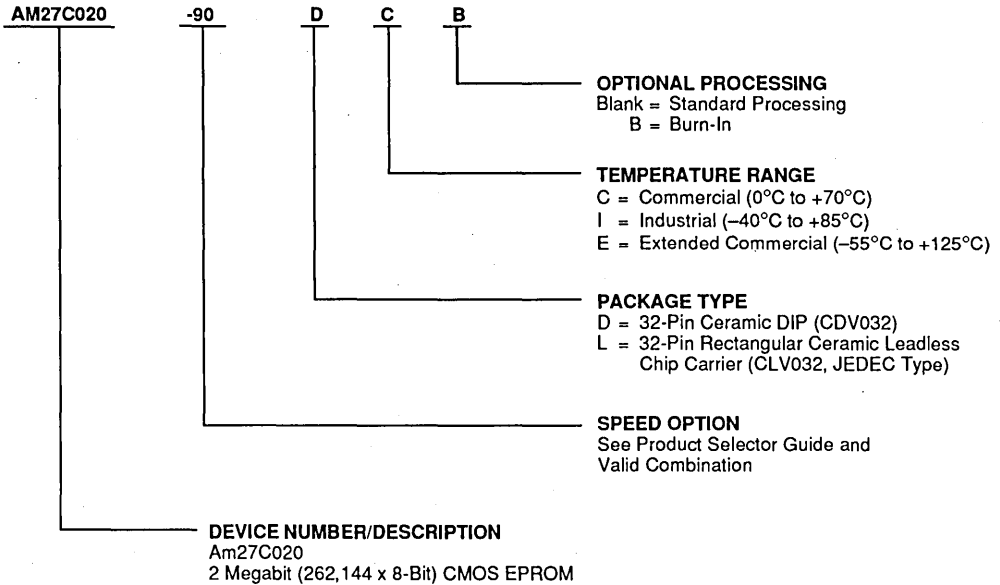 AM27C020 -90 D C B
OPTIONAL PROCESSING
Blank = Standard Processing
B = Burn-In
TEMPERATURE RANGE
C = Commercial (0°C to +70°C)
I = Industrial (–40°C to +85°C)
E = Extended Commercial (–55°C to +125°C)
PACKAGE TYPE
D = 32-Pin Ceramic DIP (CDV032)
L = 32-Pin Rectangular Ceramic Leadless
Chip Carrier (CLV032, JEDEC Type)
SPEED OPTION
See Product Selector Guide and
Valid Combination
DEVICE NUMBER/DESCRIPTION
Am27C020
2 Megabit (262,144 x 8-Bit) CMOS EPROM